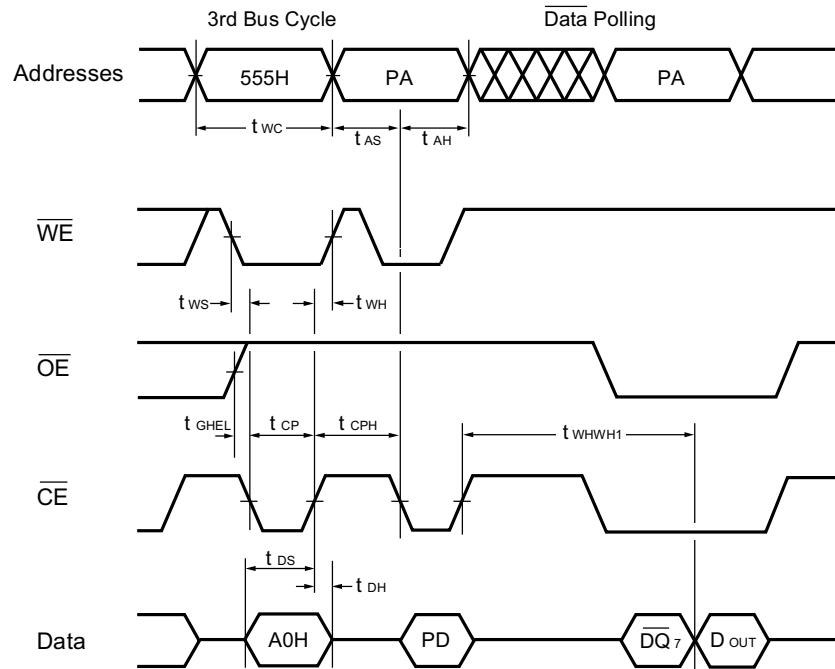 3rd Bus Cycle Data Polling
Addresses 555H PA PA
t WC t AS t AH
WE
t WS t WH
OE
t GHEL t CP t CPH t WHWH1
CE
t DS t DH
Data A0H PD DQ 7 D OUT